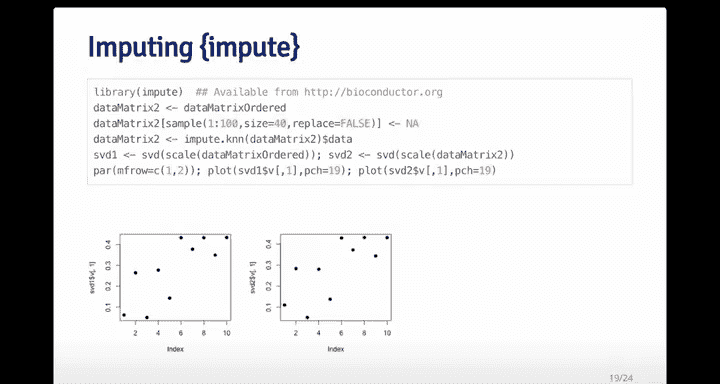 Imputing {impute}
library(impute)  ## Available from http://bioconductor.org
dataMatrix2 <- dataMatrixOrdered
dataMatrix2[sample(1:100,size=40,replace=FALSE)] <- NA
dataMatrix2 <- impute.knn(dataMatrix2)$data
svd1 <- svd(scale(dataMatrixOrdered)); svd2 <- svd(scale(dataMatrix2))
par(mfrow=c(1,2)); plot(svd1$v[,1],pch=19); plot(svd2$v[,1],pch=19)
svd1$v[, 1]
0.1 0.2 0.3 0.4
2 4 6 8 10
Index
svd2$v[, 1]
0.1 0.2 0.3 0.4
2 4 6 8 10
Index
19/24